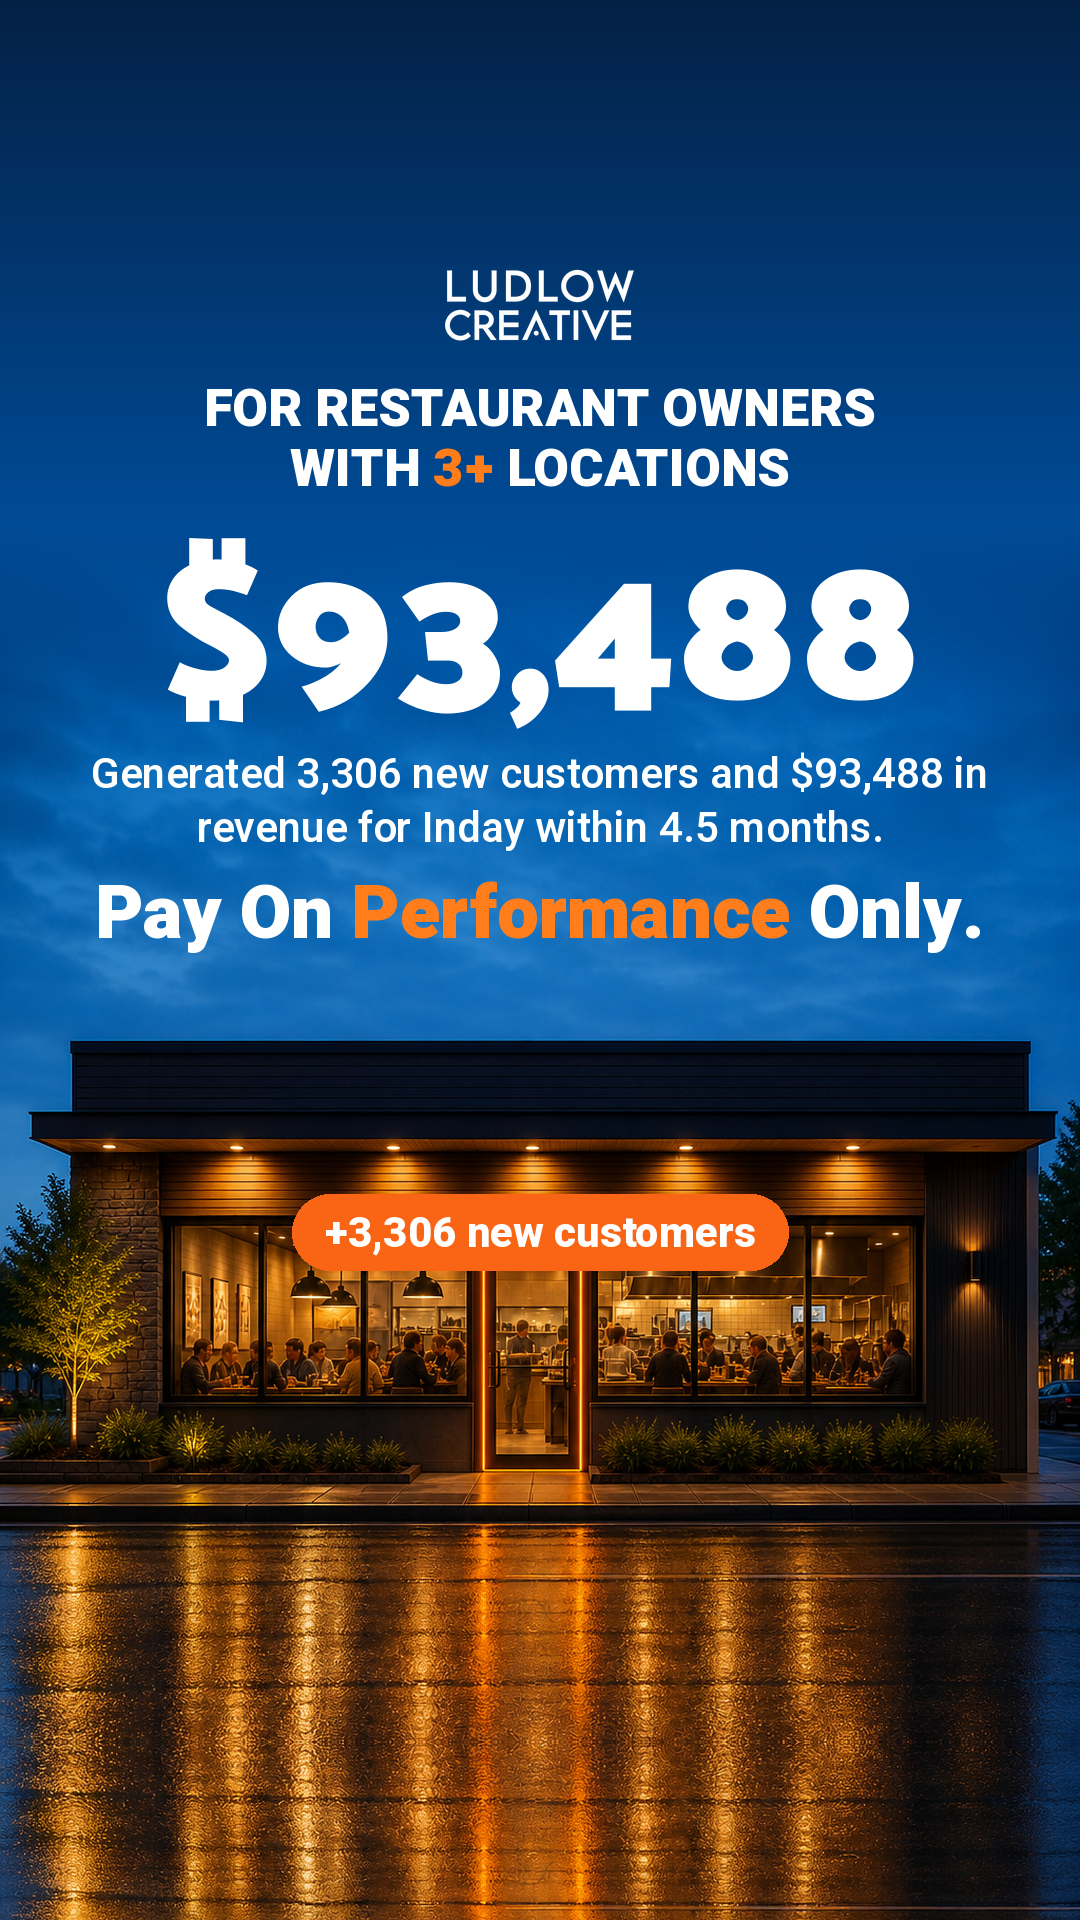 LUDLOW
CREATIVE
FOR RESTAURANT OWNERS
WITH 3+ LOCATIONS
$93,488
Generated 3,306 new customers and $93,488 in
revenue for Inday within 4.5 months.
Pay On Performance Only.
+3,306 new customers